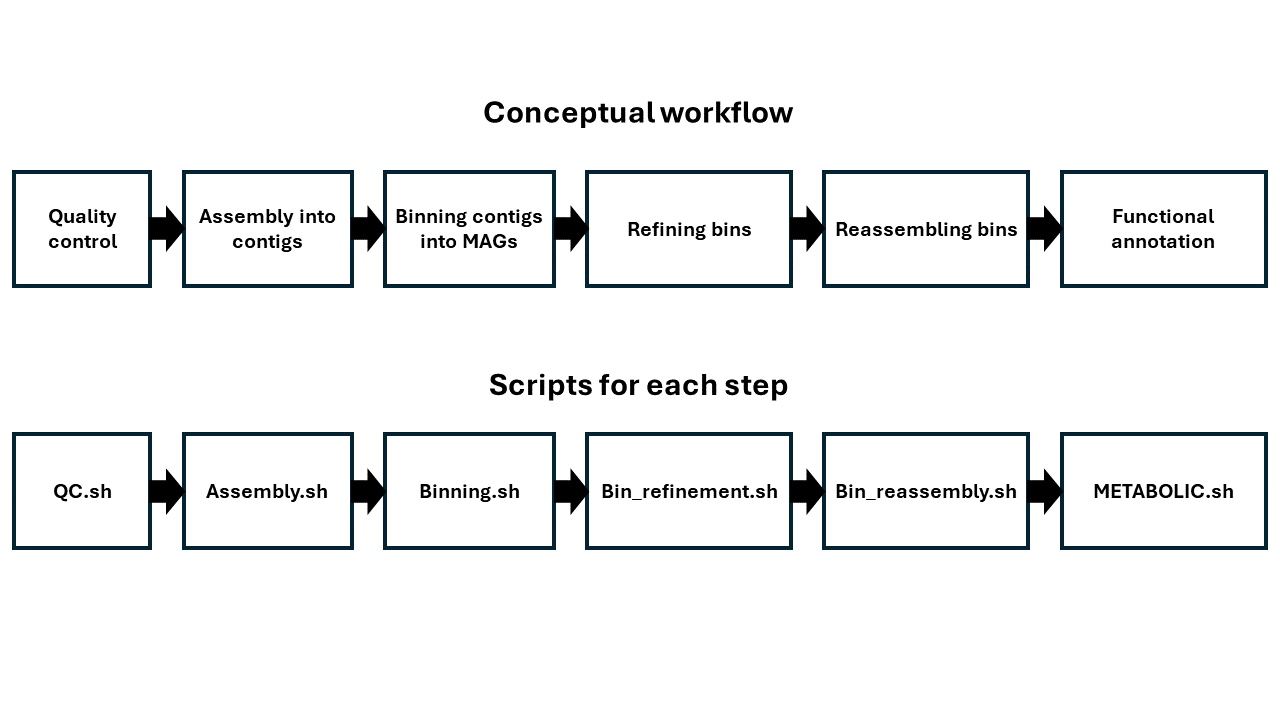 Conceptual workflow
Quality
control
Assembly into
contigs
Binning contigs
into MAGs
Refining bins
Reassembling bins
Functional
annotation
Scripts for each step
QC.sh
Assembly.sh
Binning.sh
Bin_refinement.sh
Bin_reassembly.sh
METABOLIC.sh